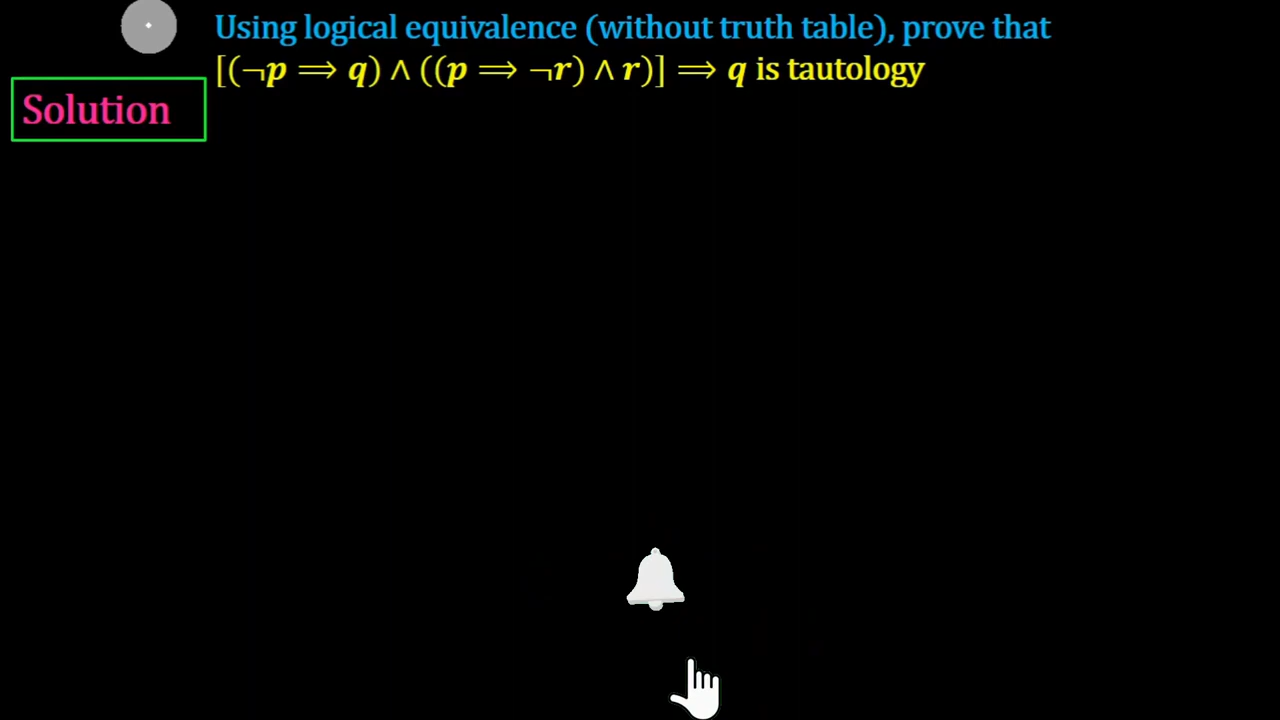 Using logical equivalence (without truth table), prove that
[(¬p ⟹ q) ∧ ((p ⟹ ¬r) ∧ r)] ⟹ q is tautology
Solution